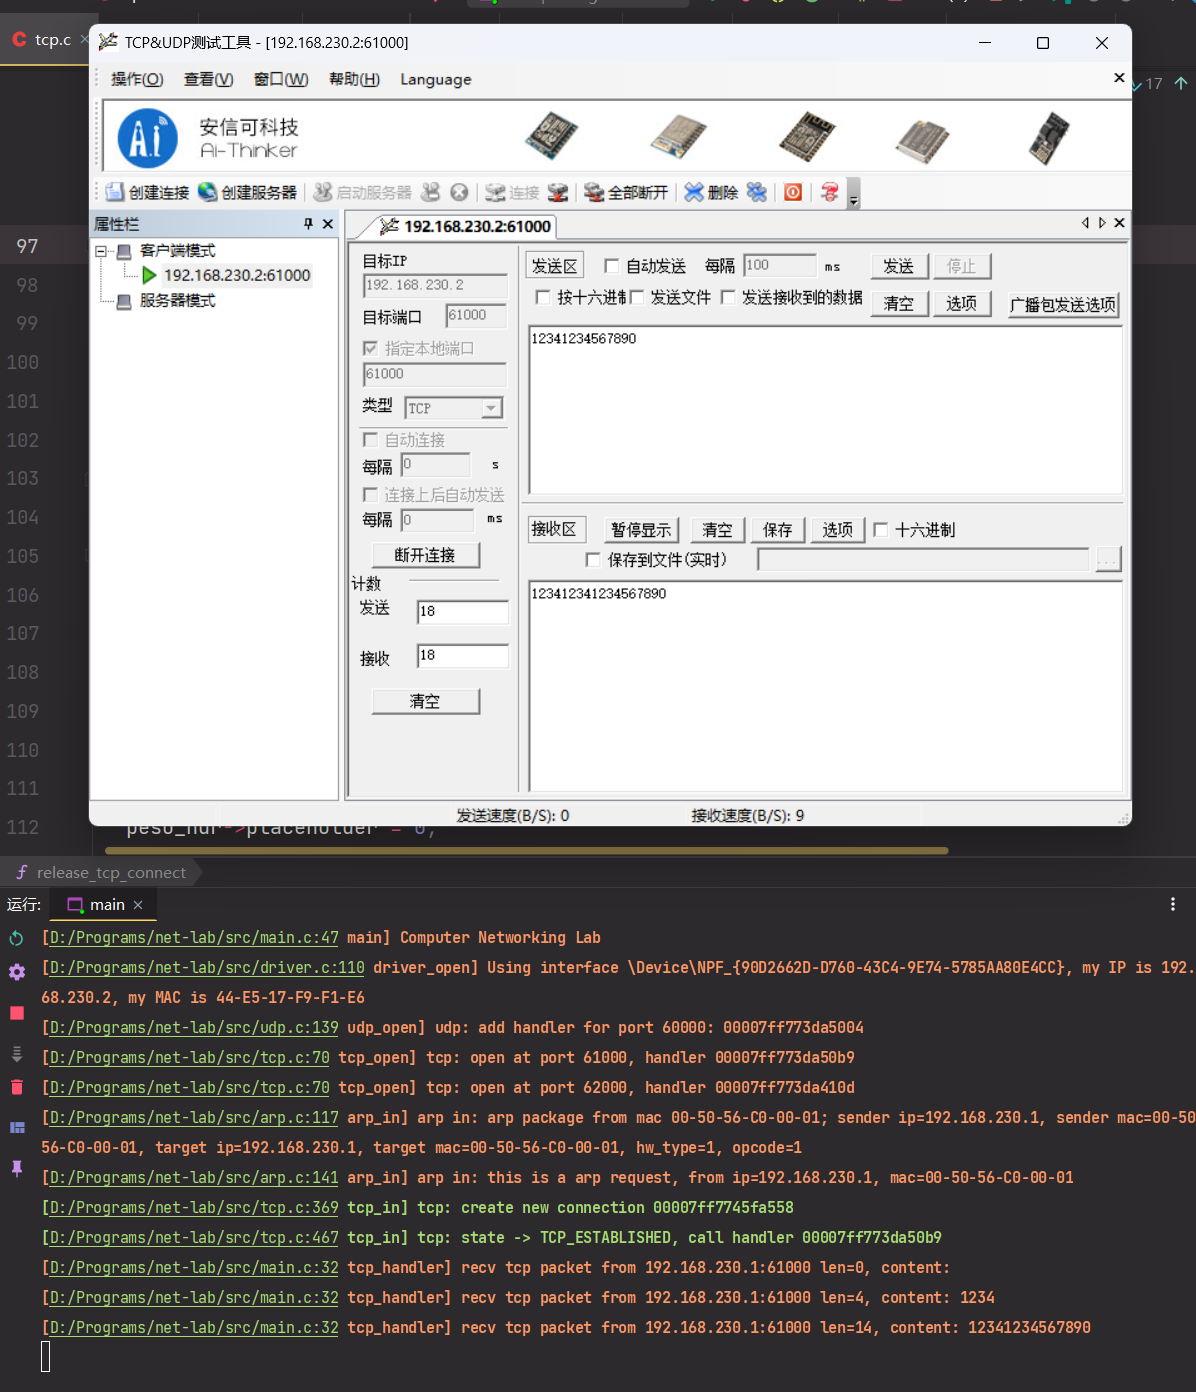 tcp.c
TCP&UDP测试工具 - [192.168.230.2:61000]
操作(O) 查看(V) 窗口(W) 帮助(H) Language
17
安信可科技
Ai-Thinker
创建连接 创建服务器 启动服务器 连接 全部断开 删除
属性栏
192.168.230.2:61000
客户端模式
192.168.230.2:61000
服务器模式
目标IP
192.168.230.2
目标端口 61000
指定本地端口
61000
类型 TCP
自动连接
每隔 0 s
连接上后自动发送
每隔 0 ms
断开连接
计数
发送 18
接收 18
清空
发送区 自动发送 每隔 100 ms 发送 停止
按十六进制 发送文件 发送接收到的数据 清空 选项 广播包发送选项
12341234567890
接收区 暂停显示 清空 保存 选项 十六进制
保存到文件(实时) ...
123412341234567890
发送速度(B/S): 0 接收速度(B/S): 9
97
98
99
100
101
102
103
104
105
106
107
108
109
110
111
112
peso_hdr->placeholder = 0;
release_tcp_connect
运行: main
[D:/Programs/net-lab/src/main.c:47 main] Computer Networking Lab
[D:/Programs/net-lab/src/driver.c:110 driver_open] Using interface \Device\NPF_{90D2662D-D760-43C4-9E74-5785AA80E4CC}, my IP is 192.
68.230.2, my MAC is 44-E5-17-F9-F1-E6
[D:/Programs/net-lab/src/udp.c:139 udp_open] udp: add handler for port 60000: 00007ff773da5004
[D:/Programs/net-lab/src/tcp.c:70 tcp_open] tcp: open at port 61000, handler 00007ff773da50b9
[D:/Programs/net-lab/src/tcp.c:70 tcp_open] tcp: open at port 62000, handler 00007ff773da410d
[D:/Programs/net-lab/src/arp.c:117 arp_in] arp in: arp package from mac 00-50-56-C0-00-01; sender ip=192.168.230.1, sender mac=00-50
56-C0-00-01, target ip=192.168.230.1, target mac=00-50-56-C0-00-01, hw_type=1, opcode=1
[D:/Programs/net-lab/src/arp.c:141 arp_in] arp in: this is a arp request, from ip=192.168.230.1, mac=00-50-56-C0-00-01
[D:/Programs/net-lab/src/tcp.c:369 tcp_in] tcp: create new connection 00007ff7745fa558
[D:/Programs/net-lab/src/tcp.c:467 tcp_in] tcp: state -> TCP_ESTABLISHED, call handler 00007ff773da50b9
[D:/Programs/net-lab/src/main.c:32 tcp_handler] recv tcp packet from 192.168.230.1:61000 len=0, content:
[D:/Programs/net-lab/src/main.c:32 tcp_handler] recv tcp packet from 192.168.230.1:61000 len=4, content: 1234
[D:/Programs/net-lab/src/main.c:32 tcp_handler] recv tcp packet from 192.168.230.1:61000 len=14, content: 12341234567890